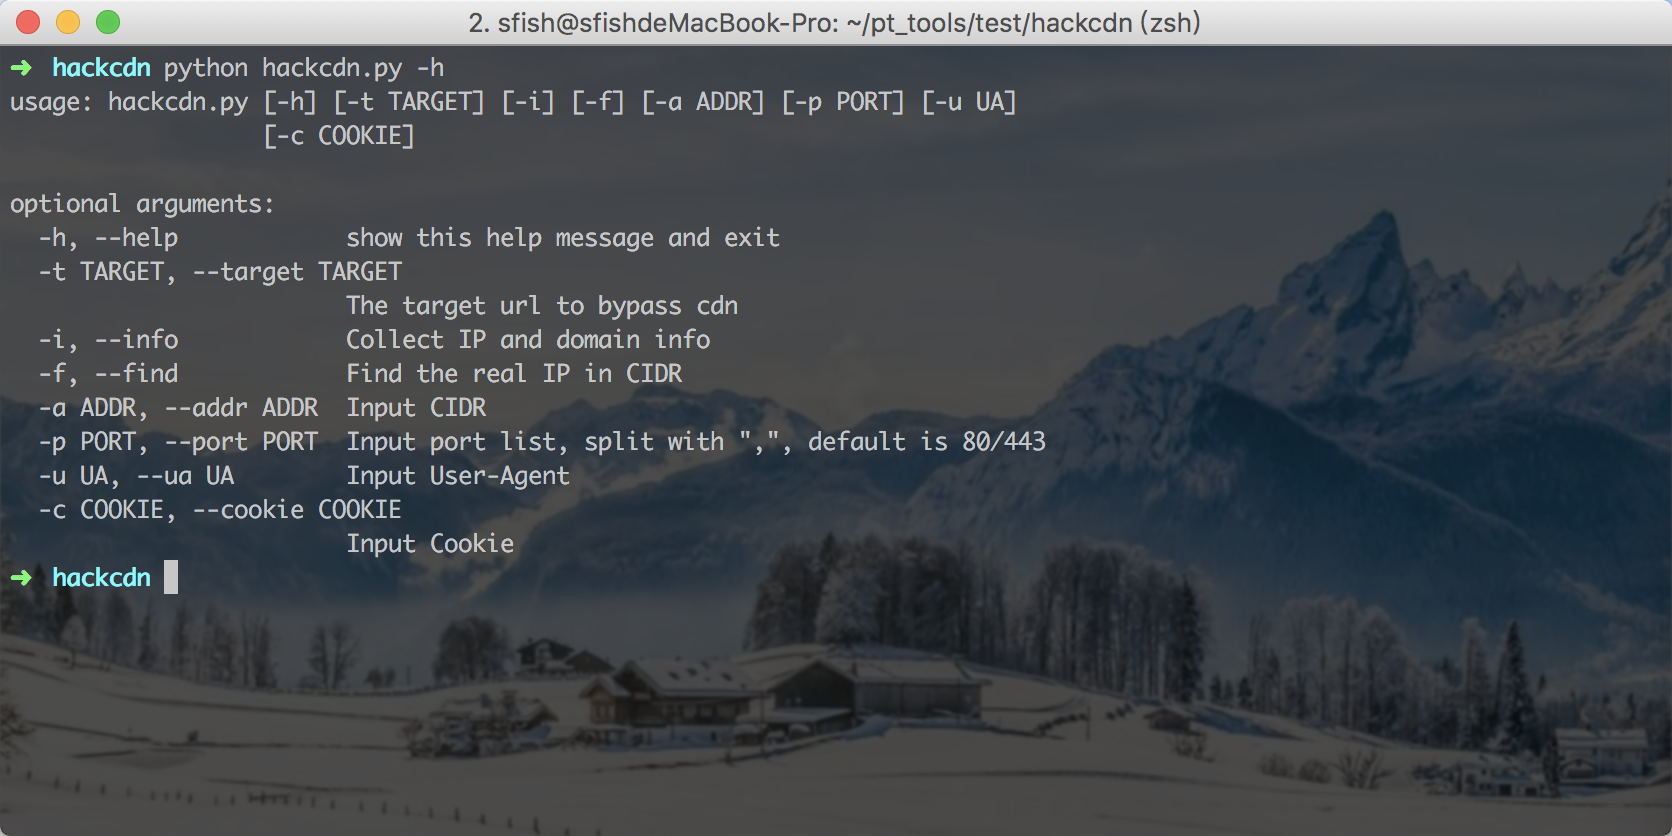 2. sfish@sfishdeMacBook-Pro: ~/pt_tools/test/hackcdn (zsh)
➜  hackcdn python hackcdn.py -h
usage: hackcdn.py [-h] [-t TARGET] [-i] [-f] [-a ADDR] [-p PORT] [-u UA]
                  [-c COOKIE]

optional arguments:
  -h, --help            show this help message and exit
  -t TARGET, --target TARGET
                        The target url to bypass cdn
  -i, --info            Collect IP and domain info
  -f, --find            Find the real IP in CIDR
  -a ADDR, --addr ADDR  Input CIDR
  -p PORT, --port PORT  Input port list, split with ",", default is 80/443
  -u UA, --ua UA        Input User-Agent
  -c COOKIE, --cookie COOKIE
                        Input Cookie
➜  hackcdn